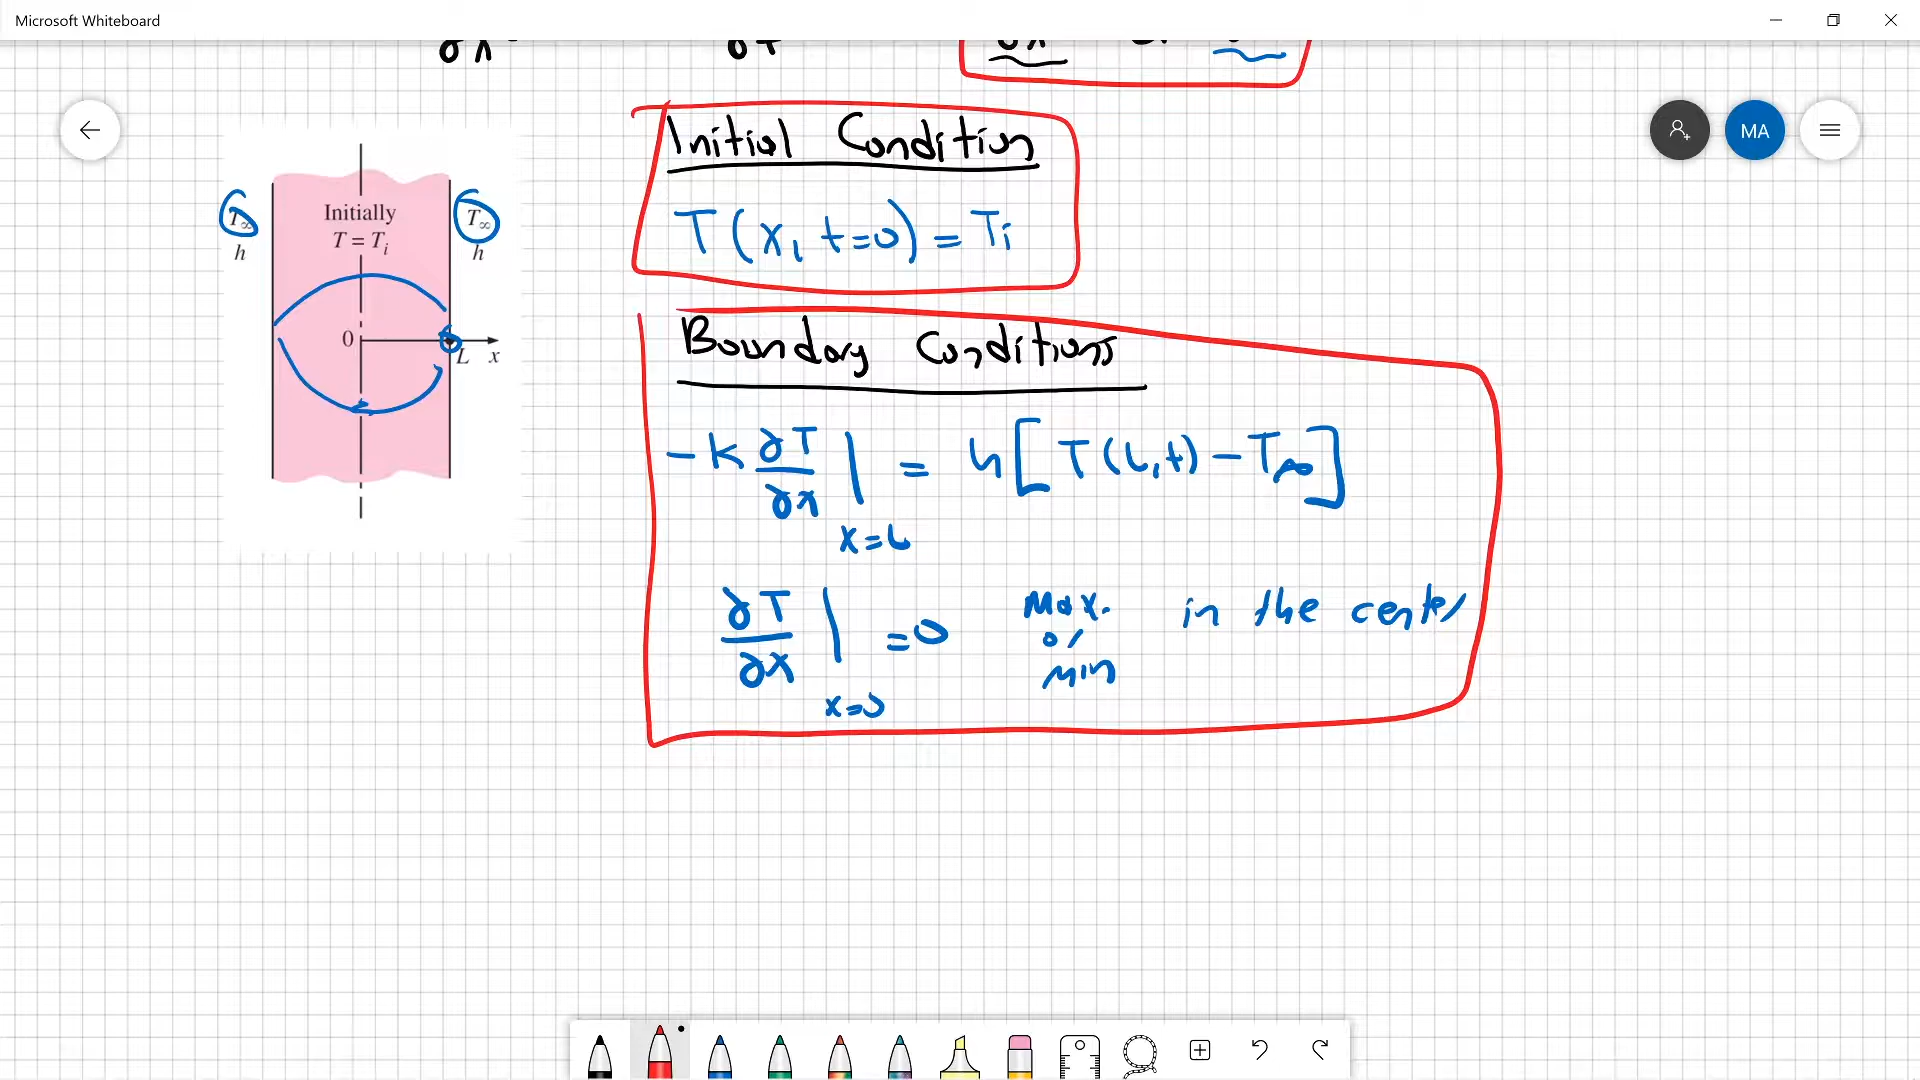 Microsoft Whiteboard
MA
Initial Condition
T(x, t=0) = Ti
T∞
h
Initially
T = Ti
T∞
h
0
L
x
Boundary Conditions
-k ∂T/∂x | x=L = h[T(L,t) - T∞]
∂T/∂x | x=0 = 0
Max. or min in the center